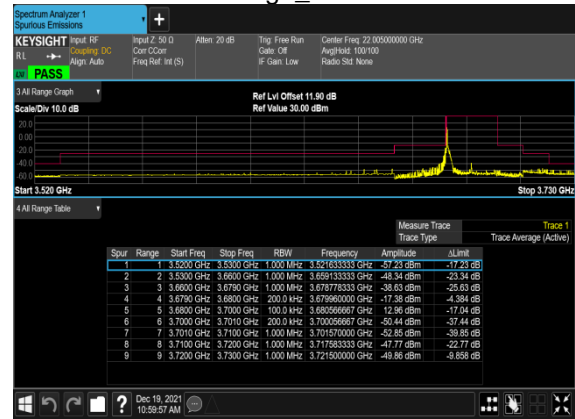 Spectrum Analyzer 1
Spurious Emissions
KEYSIGHT Input: RF Input Z: 50 Ω Atten: 20 dB Trig: Free Run Center Freq: 22.005000000 GHz
RL Coupling: DC Corr CCorr Gate: Off Avg|Hold: 100/100
Align: Auto Freq Ref: Int (S) IF Gain: Low Radio Std: None
PASS
3 All Range Graph
Ref Lvl Offset 11.90 dB
Scale/Div 10.0 dB Ref Value 30.00 dBm
20.0
0.00
-20.0
-40.0
-60.0
Start 3.520 GHz Stop 3.730 GHz
4 All Range Table
Measure Trace Trace 1
Trace Type Trace Average (Active)
Spur Range Start Freq Stop Freq RBW Frequency Amplitude ΔLimit
1 1 3.5200 GHz 3.5300 GHz 1.000 MHz 3.521633333 GHz -57.23 dBm -17.23 dB
2 2 3.5300 GHz 3.6600 GHz 1.000 MHz 3.659133333 GHz -48.34 dBm -23.34 dB
3 3 3.6600 GHz 3.6790 GHz 1.000 MHz 3.678778333 GHz -38.63 dBm -25.63 dB
4 4 3.6790 GHz 3.6800 GHz 200.0 kHz 3.679960000 GHz -17.38 dBm -4.384 dB
5 5 3.6800 GHz 3.7000 GHz 100.0 kHz 3.680566667 GHz 12.96 dBm -17.04 dB
6 6 3.7000 GHz 3.7010 GHz 200.0 kHz 3.700056667 GHz -50.44 dBm -37.44 dB
7 7 3.7010 GHz 3.7100 GHz 1.000 MHz 3.701570000 GHz -52.85 dBm -39.85 dB
8 8 3.7100 GHz 3.7200 GHz 1.000 MHz 3.717583333 GHz -47.77 dBm -22.77 dB
9 9 3.7200 GHz 3.7300 GHz 1.000 MHz 3.721500000 GHz -49.86 dBm -9.858 dB
Dec 19, 2021
10:59:57 AM